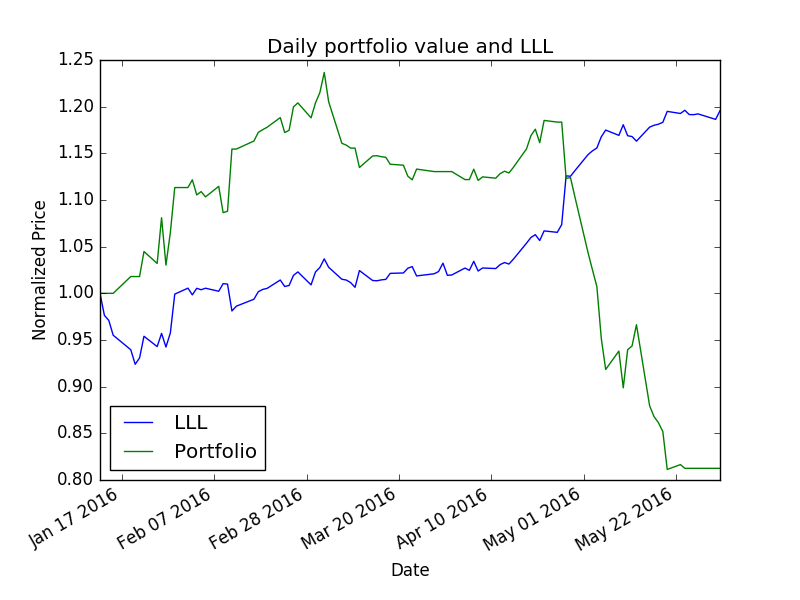 Daily portfolio value and LLL
1.25
1.20
1.15
1.10
1.05
1.00
0.95
0.90
0.85
0.80
Normalized Price
LLL
Portfolio
Jan 17 2016
Feb 07 2016
Feb 28 2016
Mar 20 2016
Apr 10 2016
May 01 2016
May 22 2016
Date